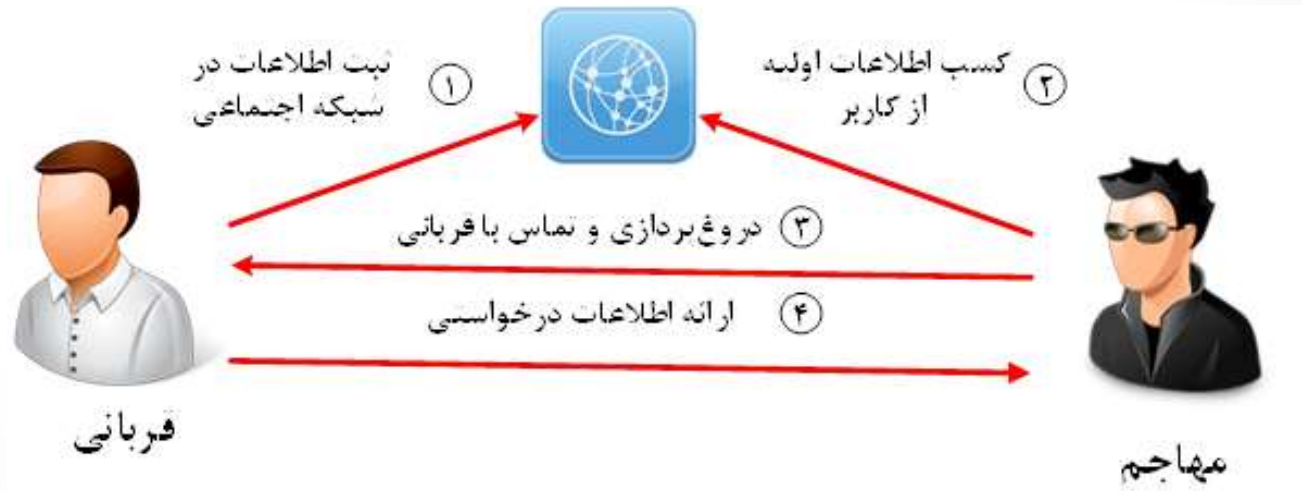 ثبت اطلاعات در
شبکه اجتماعی
۱
کسب اطلاعات اولیه
از کاربر
۲
۳ دروغ‌پردازی و تماس با قربانی
۴ ارائه اطلاعات درخواستی
قربانی
مهاجم